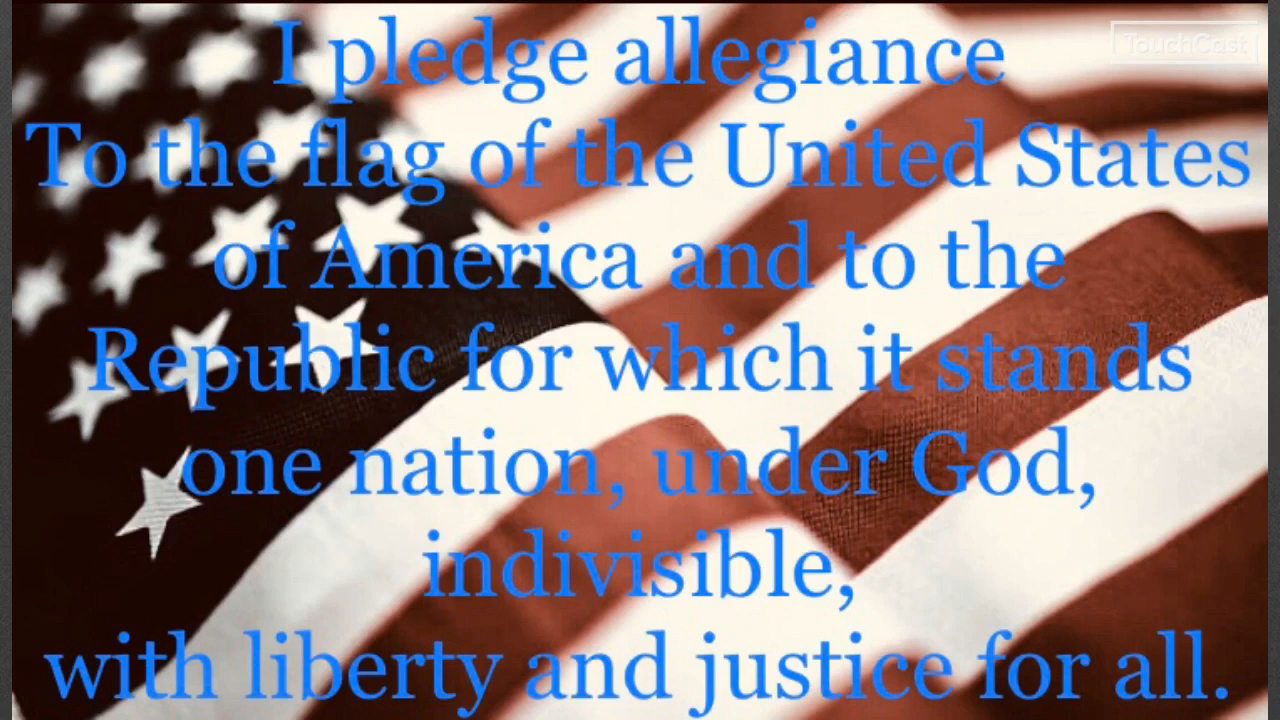 TouchCast
I pledge allegiance
To the flag of the United States
of America and to the
Republic for which it stands
one nation, under God,
indivisible,
with liberty and justice for all.